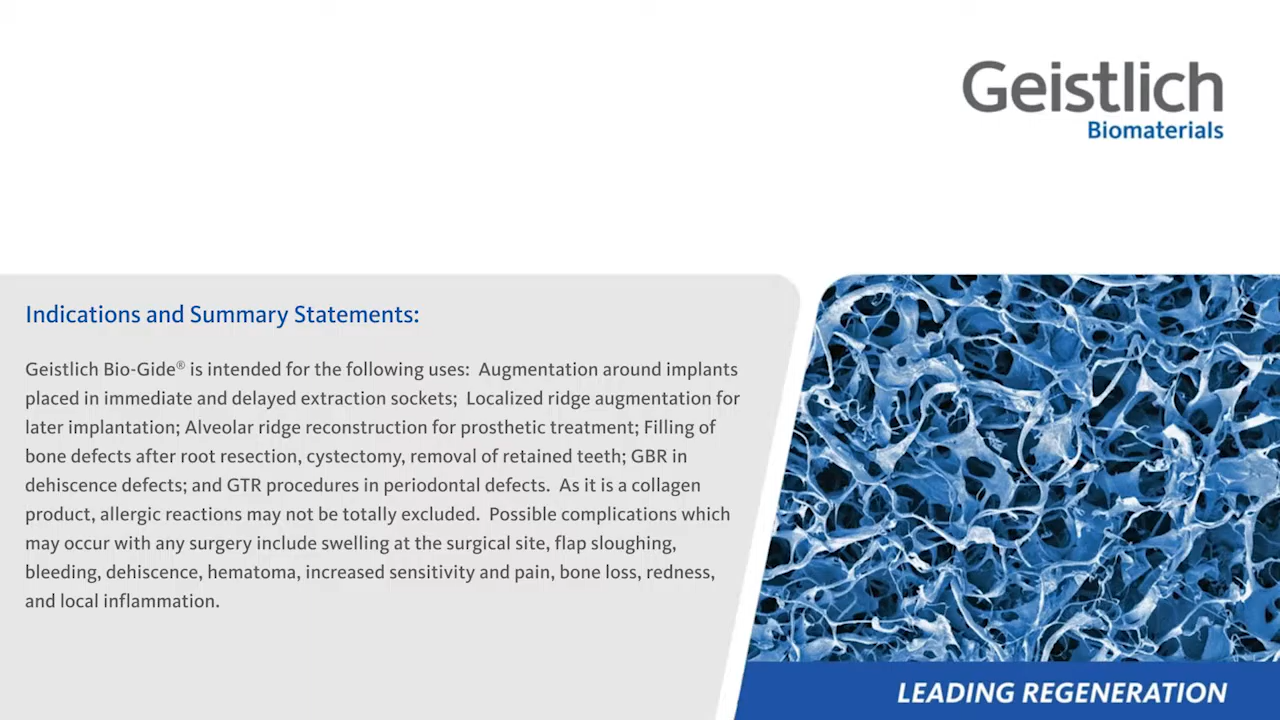 Geistlich
Biomaterials
Indications and Summary Statements:
Geistlich Bio-Gide® is intended for the following uses:  Augmentation around implants
placed in immediate and delayed extraction sockets;  Localized ridge augmentation for
later implantation; Alveolar ridge reconstruction for prosthetic treatment; Filling of
bone defects after root resection, cystectomy, removal of retained teeth; GBR in
dehiscence defects; and GTR procedures in periodontal defects.  As it is a collagen
product, allergic reactions may not be totally excluded.  Possible complications which
may occur with any surgery include swelling at the surgical site, flap sloughing,
bleeding, dehiscence, hematoma, increased sensitivity and pain, bone loss, redness,
and local inflammation.
LEADING REGENERATION